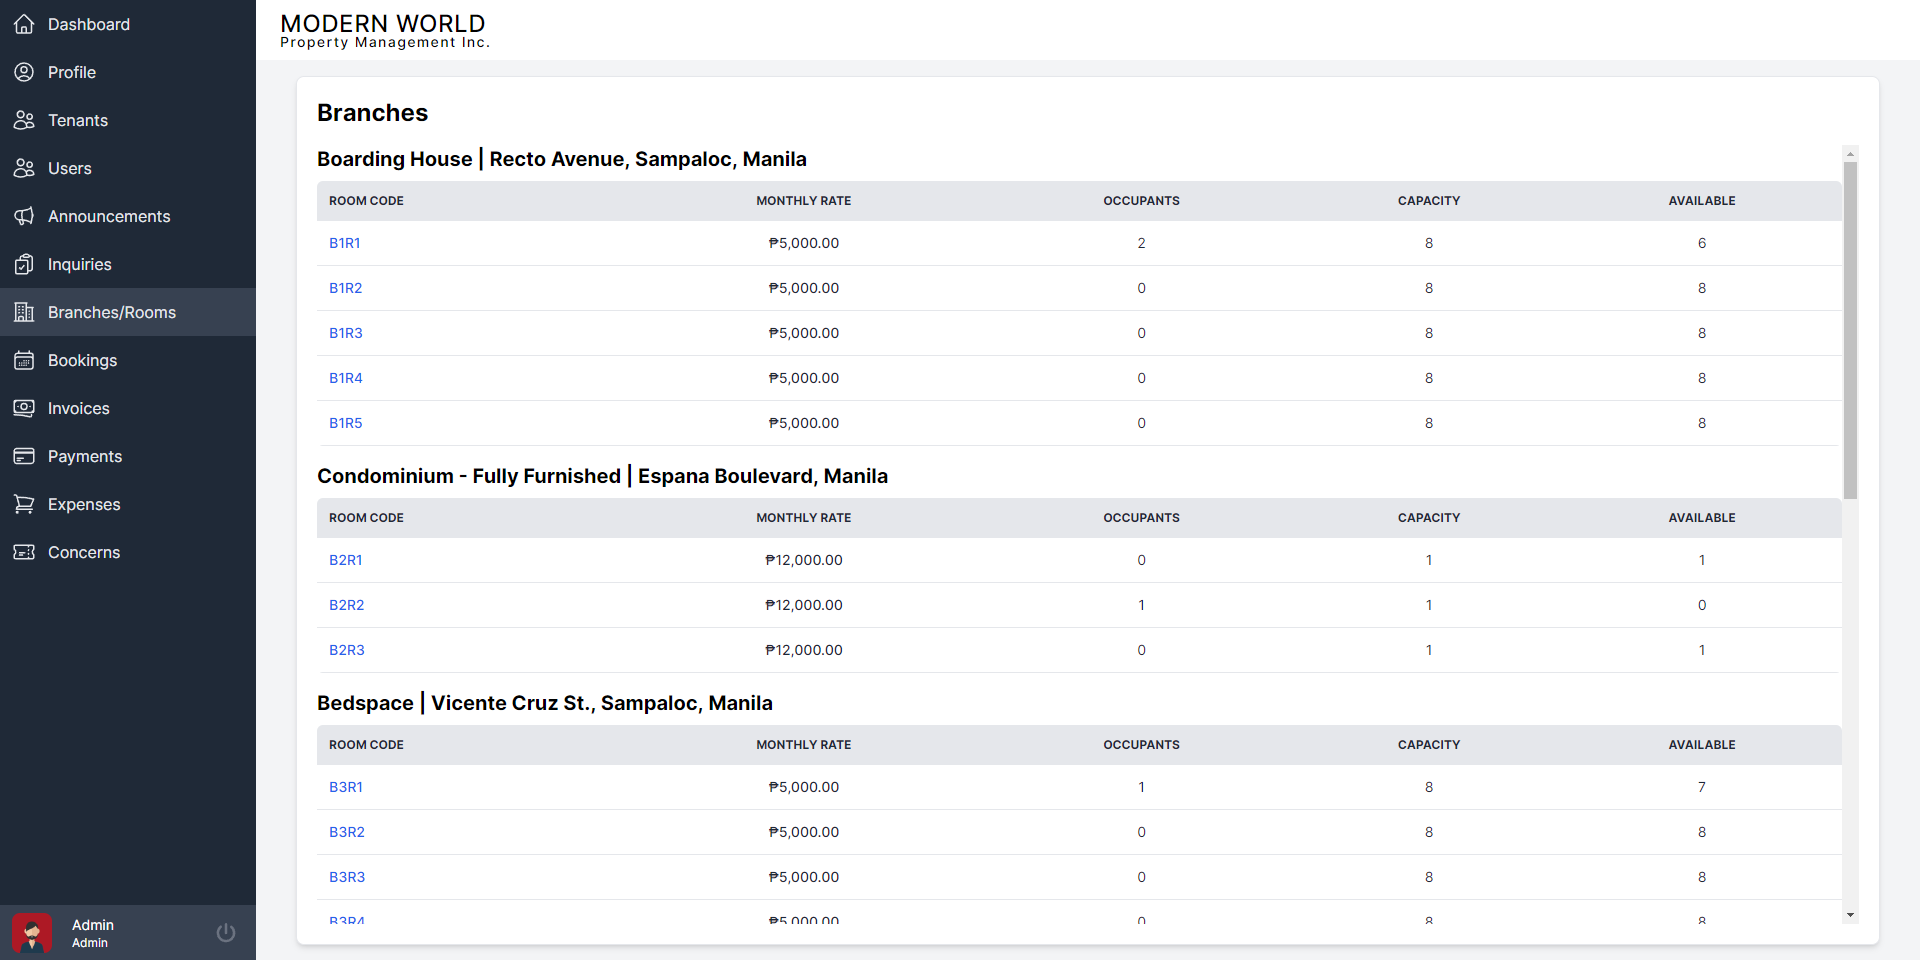 Dashboard
Profile
Tenants
Users
Announcements
Inquiries
Branches/Rooms
Bookings
Invoices
Payments
Expenses
Concerns
Admin
Admin
MODERN WORLD
Property Management Inc.
Branches
Boarding House | Recto Avenue, Sampaloc, Manila
ROOM CODE MONTHLY RATE OCCUPANTS CAPACITY AVAILABLE
B1R1 ₱5,000.00 2 8 6
B1R2 ₱5,000.00 0 8 8
B1R3 ₱5,000.00 0 8 8
B1R4 ₱5,000.00 0 8 8
B1R5 ₱5,000.00 0 8 8
Condominium - Fully Furnished | Espana Boulevard, Manila
ROOM CODE MONTHLY RATE OCCUPANTS CAPACITY AVAILABLE
B2R1 ₱12,000.00 0 1 1
B2R2 ₱12,000.00 1 1 0
B2R3 ₱12,000.00 0 1 1
Bedspace | Vicente Cruz St., Sampaloc, Manila
ROOM CODE MONTHLY RATE OCCUPANTS CAPACITY AVAILABLE
B3R1 ₱5,000.00 1 8 7
B3R2 ₱5,000.00 0 8 8
B3R3 ₱5,000.00 0 8 8
B3R4 ₱5,000.00 0 8 8